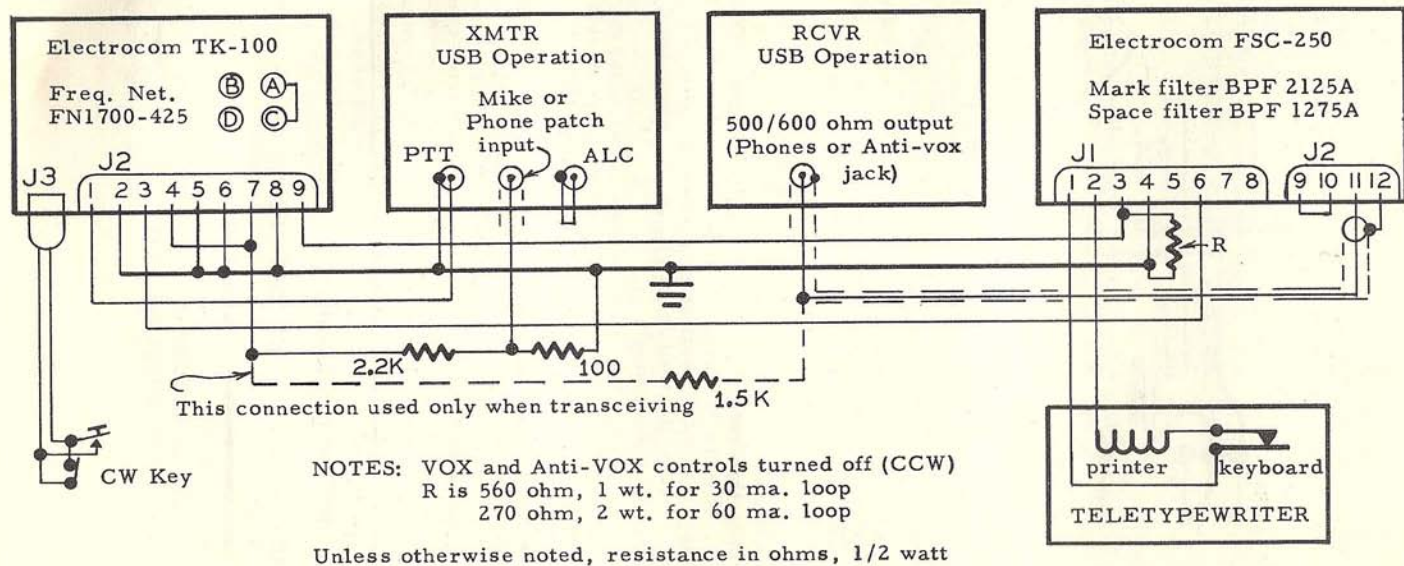 Electrocom TK-100
Freq. Net.
FN1700-425
B A
D C
J3
J2
1 2 3 4 5 6 7 8 9
XMTR
USB Operation
Mike or
Phone patch
input
PTT
ALC
RCVR
USB Operation
500/600 ohm output
(Phones or Anti-vox
jack)
Electrocom FSC-250
Mark filter BPF 2125A
Space filter BPF 1275A
J1
J2
1 2 3 4 5 6 7 8
9 10 11 12
R
2.2K
100
1.5K
This connection used only when transceiving
CW Key
printer
keyboard
TELETYPEWRITER
NOTES: VOX and Anti-VOX controls turned off (CCW)
R is 560 ohm, 1 wt. for 30 ma. loop
270 ohm, 2 wt. for 60 ma. loop
Unless otherwise noted, resistance in ohms, 1/2 watt